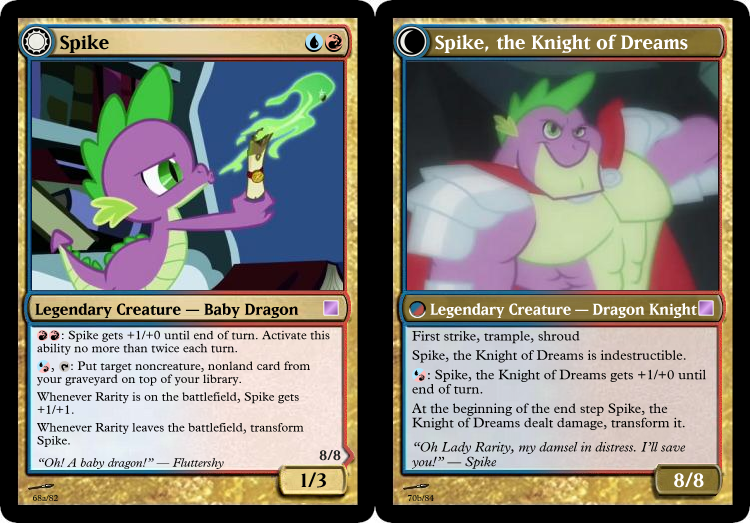 Spike
Legendary Creature — Baby Dragon
: Spike gets +1/+0 until end of turn. Activate this
ability no more than twice each turn.
, : Put target noncreature, nonland card from
your graveyard on top of your library.
Whenever Rarity is on the battlefield, Spike gets
+1/+1.
Whenever Rarity leaves the battlefield, transform
Spike.
"Oh! A baby dragon!" — Fluttershy
8/8
1/3
68a/82
Spike, the Knight of Dreams
Legendary Creature — Dragon Knight
First strike, trample, shroud
Spike, the Knight of Dreams is indestructible.
: Spike, the Knight of Dreams gets +1/+0 until
end of turn.
At the beginning of the end step Spike, the
Knight of Dreams dealt damage, transform it.
"Oh Lady Rarity, my damsel in distress. I'll save
you!" — Spike
8/8
70b/84